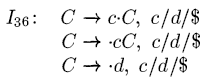 I₃₆: C → c·C, c/d/$
C → ·cC, c/d/$
C → ·d, c/d/$